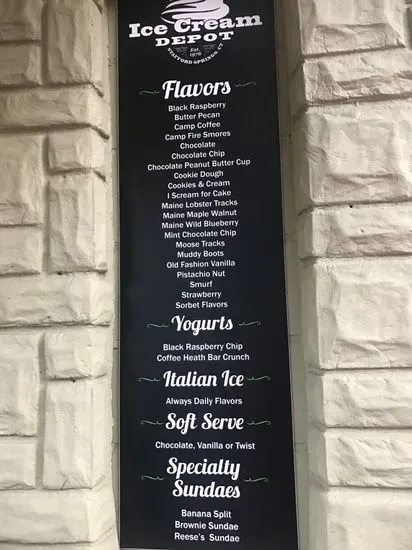 Ice Cream
DEPOT
Est.
1976
STAFFORD SPRINGS, CT
Flavors
Black Raspberry
Butter Pecan
Camp Coffee
Camp Fire Smores
Chocolate
Chocolate Chip
Chocolate Peanut Butter Cup
Cookie Dough
Cookies & Cream
I Scream for Cake
Maine Lobster Tracks
Maine Maple Walnut
Maine Wild Blueberry
Mint Chocolate Chip
Moose Tracks
Muddy Boots
Old Fashion Vanilla
Pistachio Nut
Smurf
Strawberry
Sorbet Flavors
Yogurts
Black Raspberry Chip
Coffee Heath Bar Crunch
Italian Ice
Always Daily Flavors
Soft Serve
Chocolate, Vanilla or Twist
Specialty
Sundaes
Banana Split
Brownie Sundae
Reese's Sundae